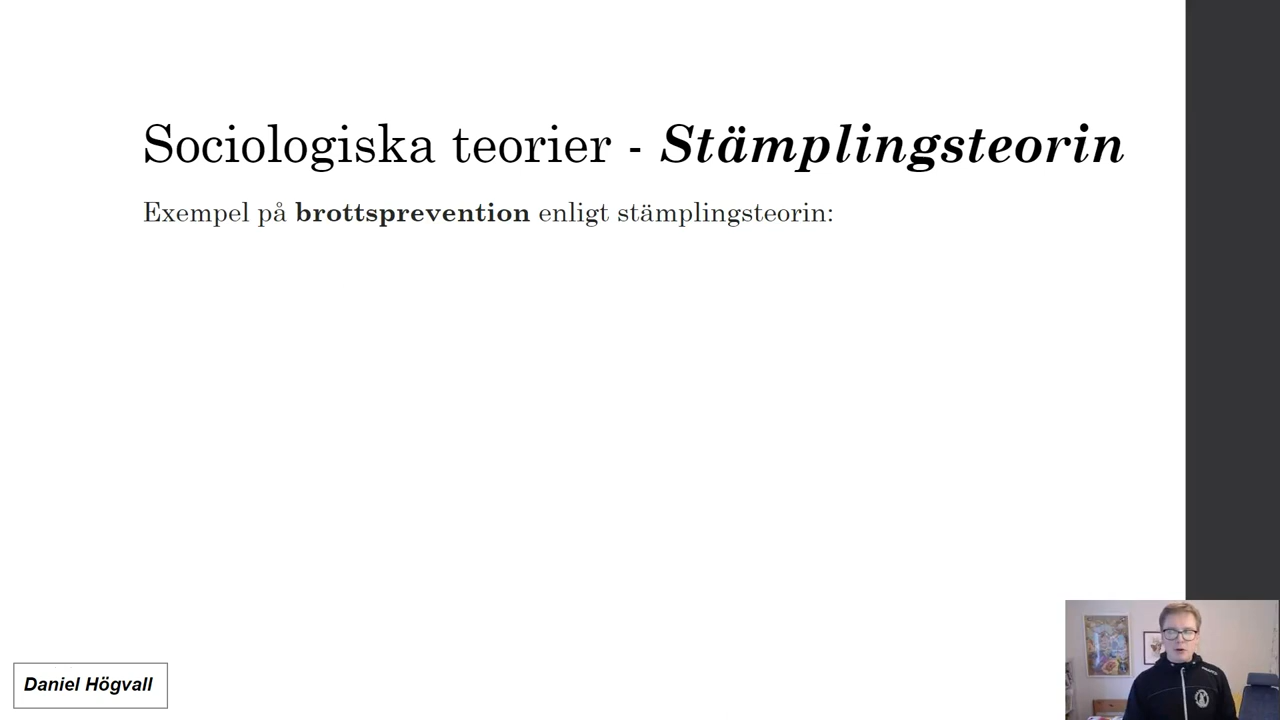 Sociologiska teorier - Stämplingsteorin
Exempel på brottsprevention enligt stämplingsteorin:
Daniel Högvall